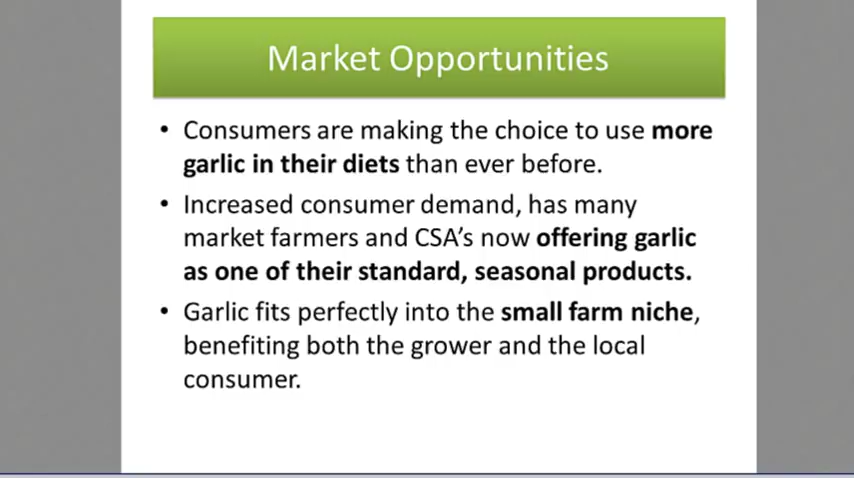 Market Opportunities
• Consumers are making the choice to use more
garlic in their diets than ever before.
• Increased consumer demand, has many
market farmers and CSA's now offering garlic
as one of their standard, seasonal products.
• Garlic fits perfectly into the small farm niche,
benefiting both the grower and the local
consumer.